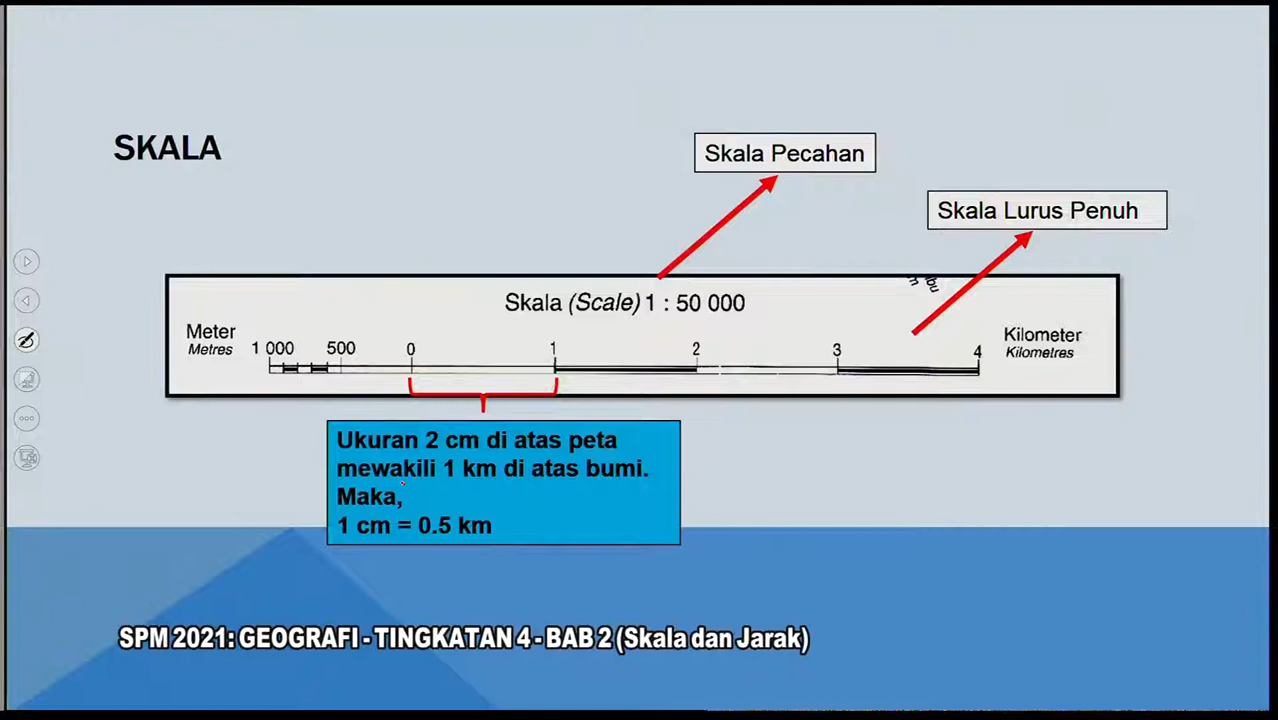 SKALA
Skala Pecahan
Skala Lurus Penuh
Skala (Scale) 1 : 50 000
Meter
Metres
1 000 500 0 1 2 3 4
Kilometer
Kilometres
Ukuran 2 cm di atas peta
mewakili 1 km di atas bumi.
Maka,
1 cm = 0.5 km
SPM 2021: GEOGRAFI - TINGKATAN 4 - BAB 2 (Skala dan Jarak)